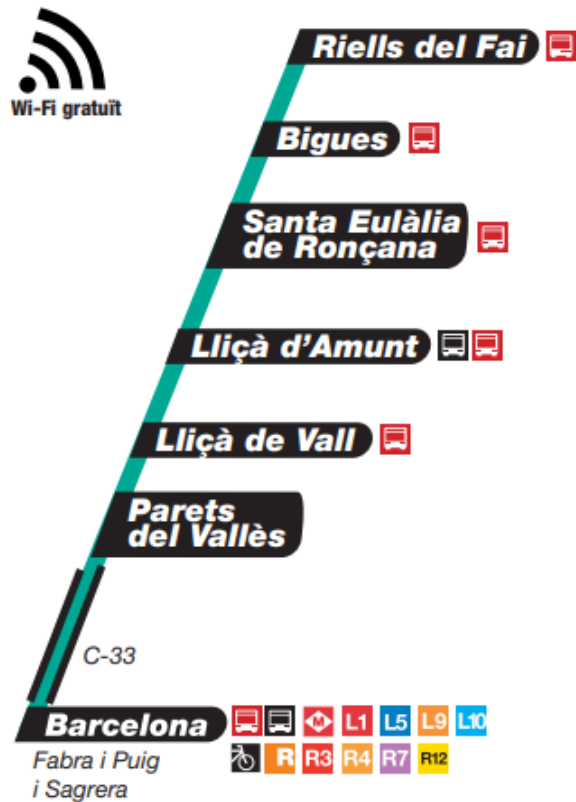 Wi-Fi gratuït
Riells del Fai
Bigues
Santa Eulàlia
de Ronçana
Lliçà d'Amunt
Lliçà de Vall
Parets
del Vallès
C-33
Barcelona M L1 L5 L9 L10
Fabra i Puig R R3 R4 R7 R12
i Sagrera